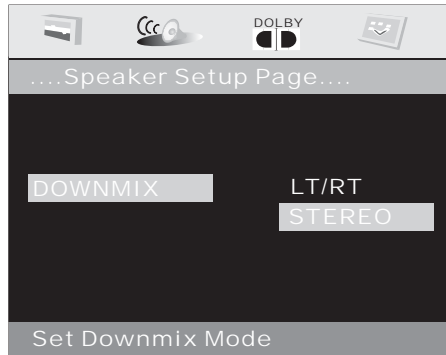 DOLBY
....Speaker Setup Page....
DOWNMIX
LT/RT
STEREO
Set Downmix Mode